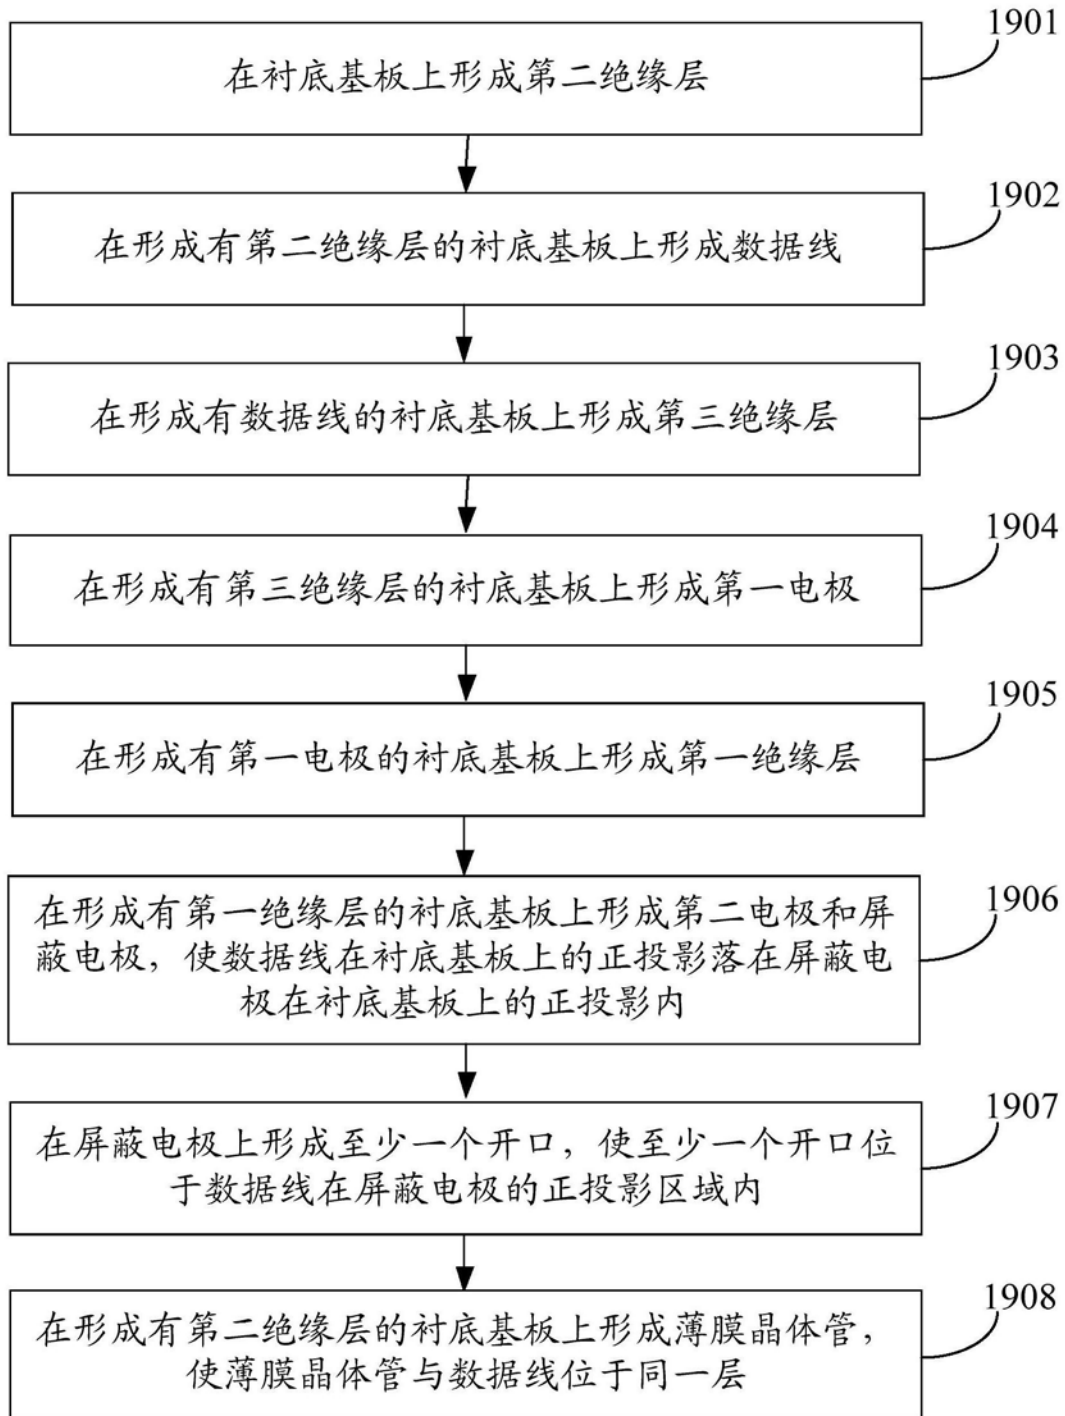 1901
在衬底基板上形成第二绝缘层
1902
在形成有第二绝缘层的衬底基板上形成数据线
1903
在形成有数据线的衬底基板上形成第三绝缘层
1904
在形成有第三绝缘层的衬底基板上形成第一电极
1905
在形成有第一电极的衬底基板上形成第一绝缘层
1906
在形成有第一绝缘层的衬底基板上形成第二电极和屏
蔽电极，使数据线在衬底基板上的正投影落在屏蔽电
极在衬底基板上的正投影内
1907
在屏蔽电极上形成至少一个开口，使至少一个开口位
于数据线在屏蔽电极的正投影区域内
1908
在形成有第二绝缘层的衬底基板上形成薄膜晶体管，
使薄膜晶体管与数据线位于同一层